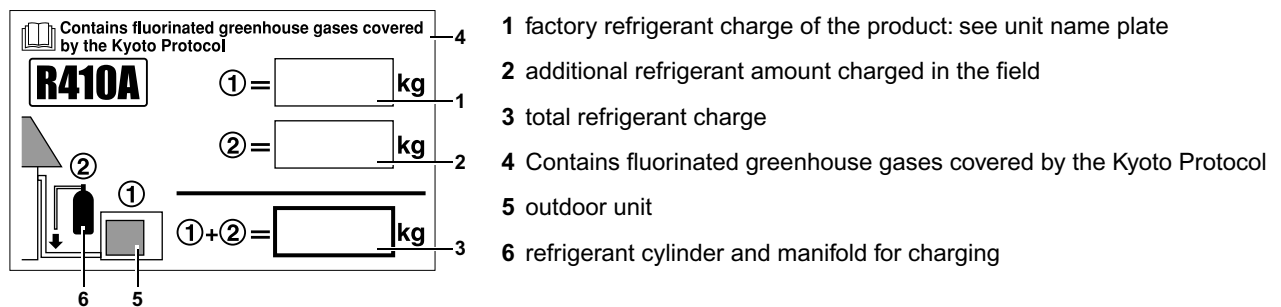 Contains fluorinated greenhouse gases covered
by the Kyoto Protocol
4
R410A
① = kg
1
② = kg
2
②
①
①+② = kg
3
6 5
1 factory refrigerant charge of the product: see unit name plate
2 additional refrigerant amount charged in the field
3 total refrigerant charge
4 Contains fluorinated greenhouse gases covered by the Kyoto Protocol
5 outdoor unit
6 refrigerant cylinder and manifold for charging